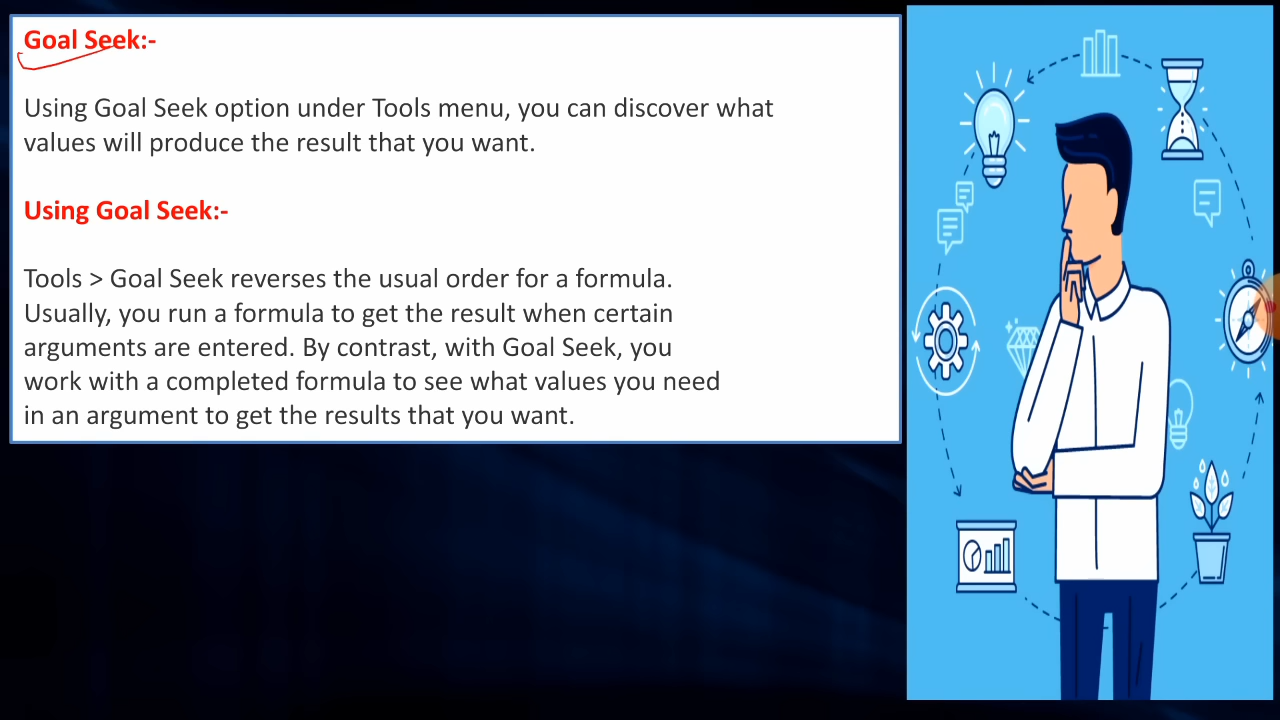 Goal Seek:-
Using Goal Seek option under Tools menu, you can discover what
values will produce the result that you want.
Using Goal Seek:-
Tools > Goal Seek reverses the usual order for a formula.
Usually, you run a formula to get the result when certain
arguments are entered. By contrast, with Goal Seek, you
work with a completed formula to see what values you need
in an argument to get the results that you want.